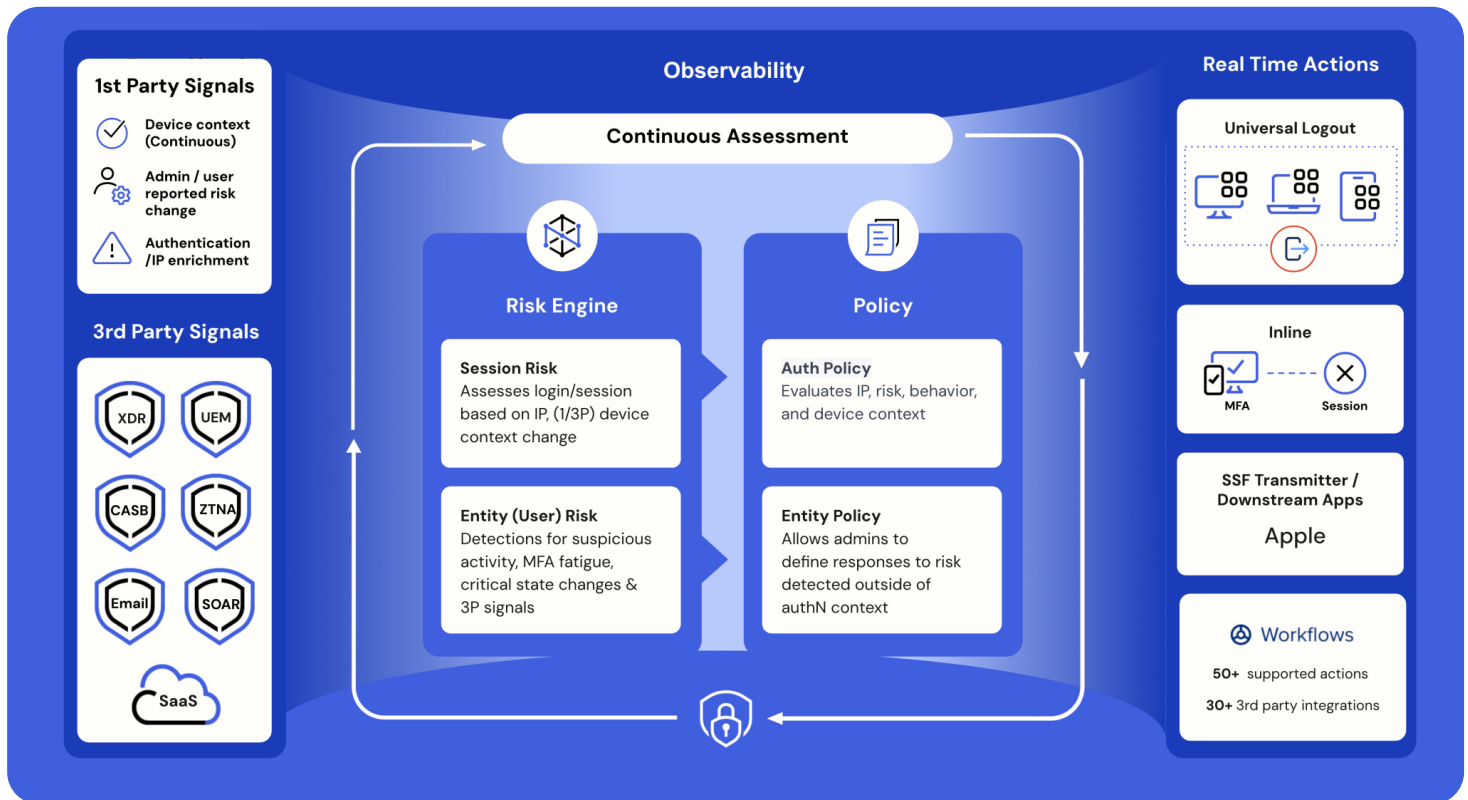 Observability
1st Party Signals
Device context
(Continuous)
Admin / user
reported risk
change
Authentication
/IP enrichment
3rd Party Signals
XDR
UEM
CASB
ZTNA
Email
SOAR
SaaS
Continuous Assessment
Risk Engine
Session Risk
Assesses login/session
based on IP, (1/3P) device
context change
Entity (User) Risk
Detections for suspicious
activity, MFA fatigue,
critical state changes &
3P signals
Policy
Auth Policy
Evaluates IP, risk, behavior,
and device context
Entity Policy
Allows admins to
define responses to risk
detected outside of
authN context
Real Time Actions
Universal Logout
Inline
MFA
Session
SSF Transmitter /
Downstream Apps
Apple
Workflows
50+ supported actions
30+ 3rd party integrations